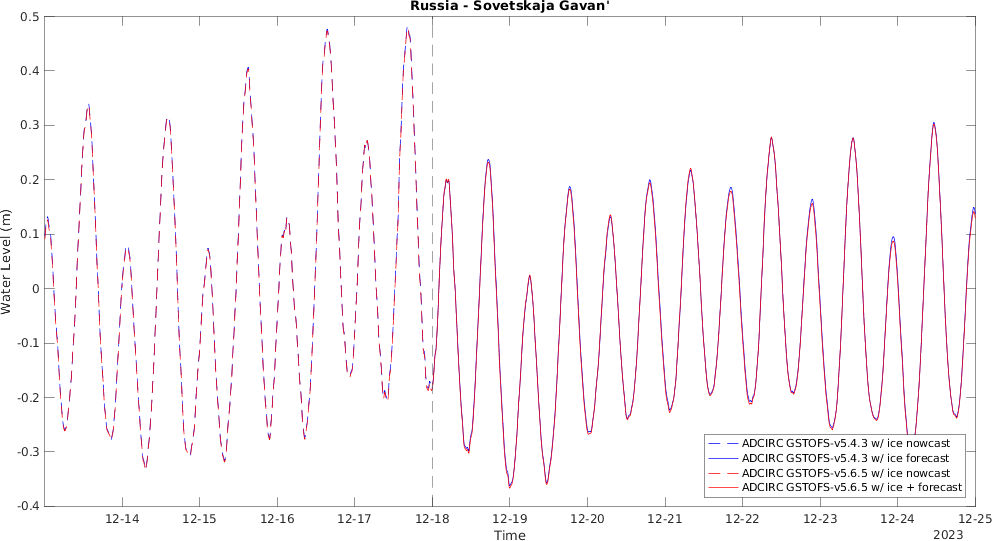 Russia - Sovetskaja Gavan'
0.5
0.4
0.3
0.2
0.1
0
-0.1
-0.2
-0.3
-0.4
Water Level (m)
ADCIRC GSTOFS-v5.4.3 w/ ice nowcast
ADCIRC GSTOFS-v5.4.3 w/ ice forecast
ADCIRC GSTOFS-v5.6.5 w/ ice nowcast
ADCIRC GSTOFS-v5.6.5 w/ ice + forecast
12-14 12-15 12-16 12-17 12-18 12-19 12-20 12-21 12-22 12-23 12-24 12-25
Time
2023